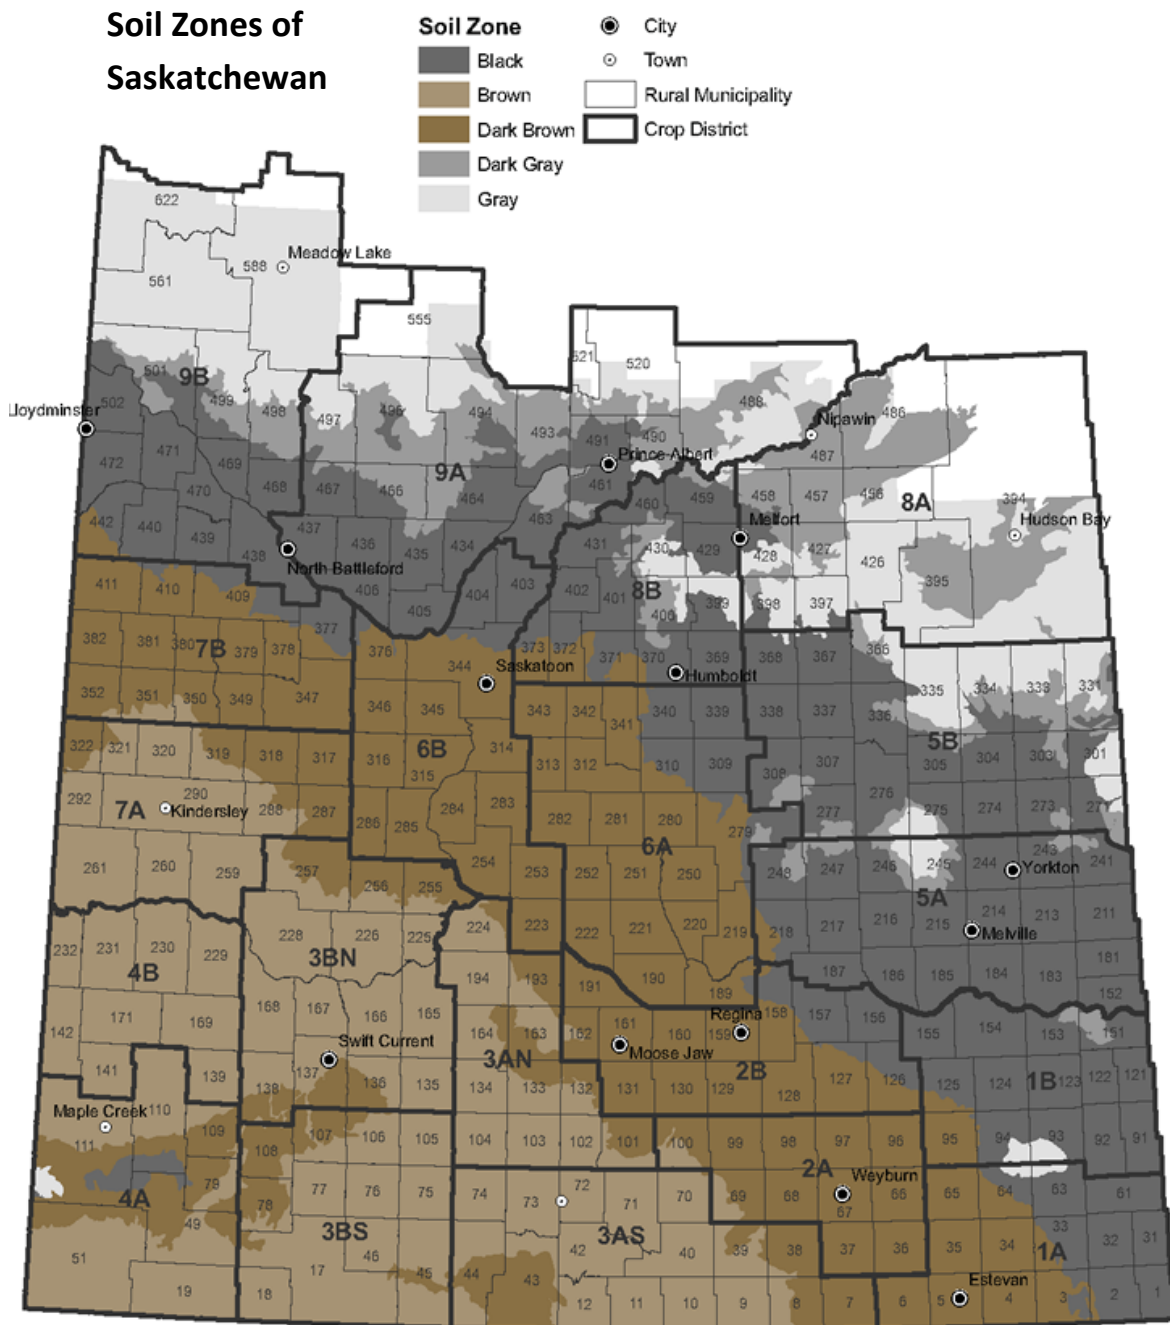 Soil Zones of
Saskatchewan
Soil Zone
Black
Brown
Dark Brown
Dark Gray
Gray
City
Town
Rural Municipality
Crop District
622
588 Meadow Lake
561
555
521 520
501 9B
502 499 498 497 496 494 488 486
Lloydminster
Nipawin
493 491 490 487
471 Prince-Albert
472 469 9A
470 468 467 466 464 461 460 459 458 457 456 8A 394
Hudson Bay
442 440 439 438 437 436 435 434 463 431 430 429 Melfort 428 427 426
North Battleford
395
411 410 409 406 405 404 403 402 401 8B 400 399 398 397
377
382 381 380 7B 379 378 376 344 Saskatoon 373 372 371 370 369 368 367 366
Humboldt
352 351 350 349 347 346 345 343 342 341 340 339 338 337 336 335 334 333 331
322 321 320 319 318 317 316 6B 315 314 313 312 310 309 308 307 305 5B 304 303 301
292 290 288 287 286 285 284 283 282 281 280 279 277 276 275 274 273 271
7A Kindersley
6A
261 260 259 257 256 255 254 253 252 251 250 248 247 246 245 244 243 241
Yorkton
5A
232 231 230 229 228 226 225 224 223 222 221 220 219 218 217 216 215 214 213 211
Melville
4B 3BN
194 193 191 190 189 187 186 185 184 183 181
171 169 168 167 166 165 164 163 162 161 160 159 158 157 156 155 154 153 152 151
Regina
142 141 139 138 137 136 135 134 133 132 131 130 129 128 127 126 125 124 123 122 121
Swift Current
3AN
Moose Jaw
2B
1B
Maple Creek 110
111 109 108 107 106 105 104 103 102 101 100 99 98 97 96 95 94 93 92 91
2A
Weyburn
4A 79 78 77 76 75 74 73 72 71 70 69 68 67 66 65 64 63 61
51 49 3BS 46 45 44 43 42 3AS 40 39 38 37 36 35 34 33 32 31
1A
Estevan
19 18 17 12 11 10 9 8 7 6 5 4 3 2 1